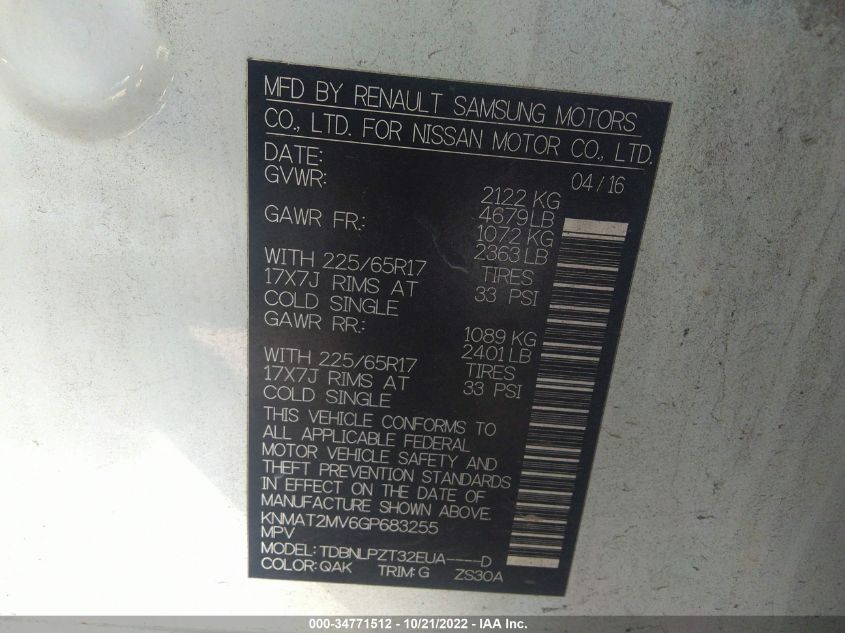 MFD BY RENAULT SAMSUNG MOTORS
CO., LTD. FOR NISSAN MOTOR CO., LTD.
DATE: 04/16
GVWR: 2122 KG
4679 LB
GAWR FR.: 1072 KG
2363 LB
WITH 225/65R17 TIRES
17X7J RIMS AT 33 PSI
COLD SINGLE
GAWR RR.: 1089 KG
2401 LB
WITH 225/65R17 TIRES
17X7J RIMS AT 33 PSI
COLD SINGLE
THIS VEHICLE CONFORMS TO
ALL APPLICABLE FEDERAL
MOTOR VEHICLE SAFETY AND
THEFT PREVENTION STANDARDS
IN EFFECT ON THE DATE OF
MANUFACTURE SHOWN ABOVE.
KNMAT2MV6GP683255
MPV
MODEL: TDBNLPZT32EUA----D
COLOR: QAK TRIM: G ZS30A
000-34771512 - 10/21/2022 - IAA Inc.